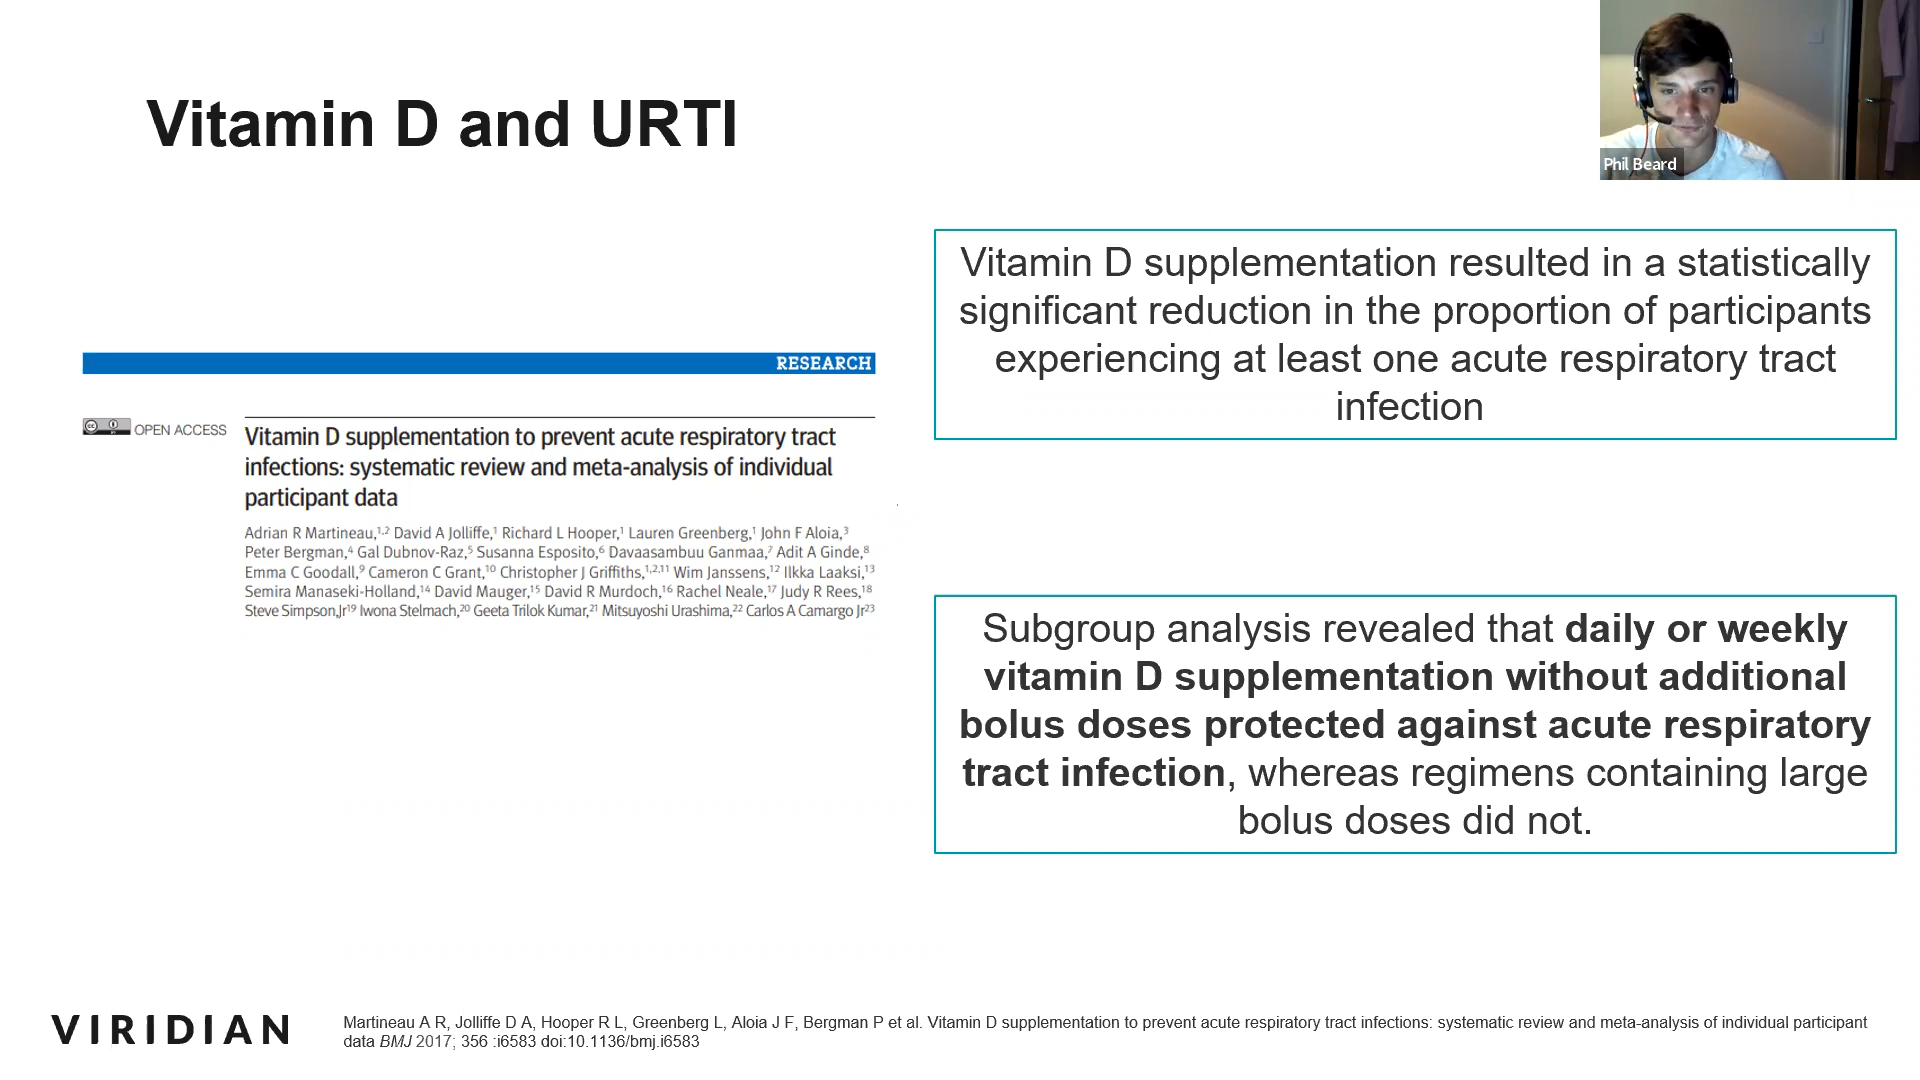 Vitamin D and URTI
Phil Beard
RESEARCH
OPEN ACCESS
Vitamin D supplementation to prevent acute respiratory tract
infections: systematic review and meta-analysis of individual
participant data
Adrian R Martineau,1,2 David A Jolliffe,1 Richard L Hooper,1 Lauren Greenberg,1 John F Aloia,3
Peter Bergman,4 Gal Dubnov-Raz,5 Susanna Esposito,6 Davaasambuu Ganmaa,7 Adit A Ginde,8
Emma C Goodall,9 Cameron C Grant,10 Christopher J Griffiths,1,2,11 Wim Janssens,12 Ilkka Laaksi,13
Semira Manaseki-Holland,14 David Mauger,15 David R Murdoch,16 Rachel Neale,17 Judy R Rees,18
Steve Simpson,Jr19 Iwona Stelmach,20 Geeta Trilok Kumar,21 Mitsuyoshi Urashima,22 Carlos A Camargo Jr23
Vitamin D supplementation resulted in a statistically
significant reduction in the proportion of participants
experiencing at least one acute respiratory tract
infection
Subgroup analysis revealed that daily or weekly
vitamin D supplementation without additional
bolus doses protected against acute respiratory
tract infection, whereas regimens containing large
bolus doses did not.
VIRIDIAN
Martineau A R, Jolliffe D A, Hooper R L, Greenberg L, Aloia J F, Bergman P et al. Vitamin D supplementation to prevent acute respiratory tract infections: systematic review and meta-analysis of individual participant
data BMJ 2017; 356 :i6583 doi:10.1136/bmj.i6583